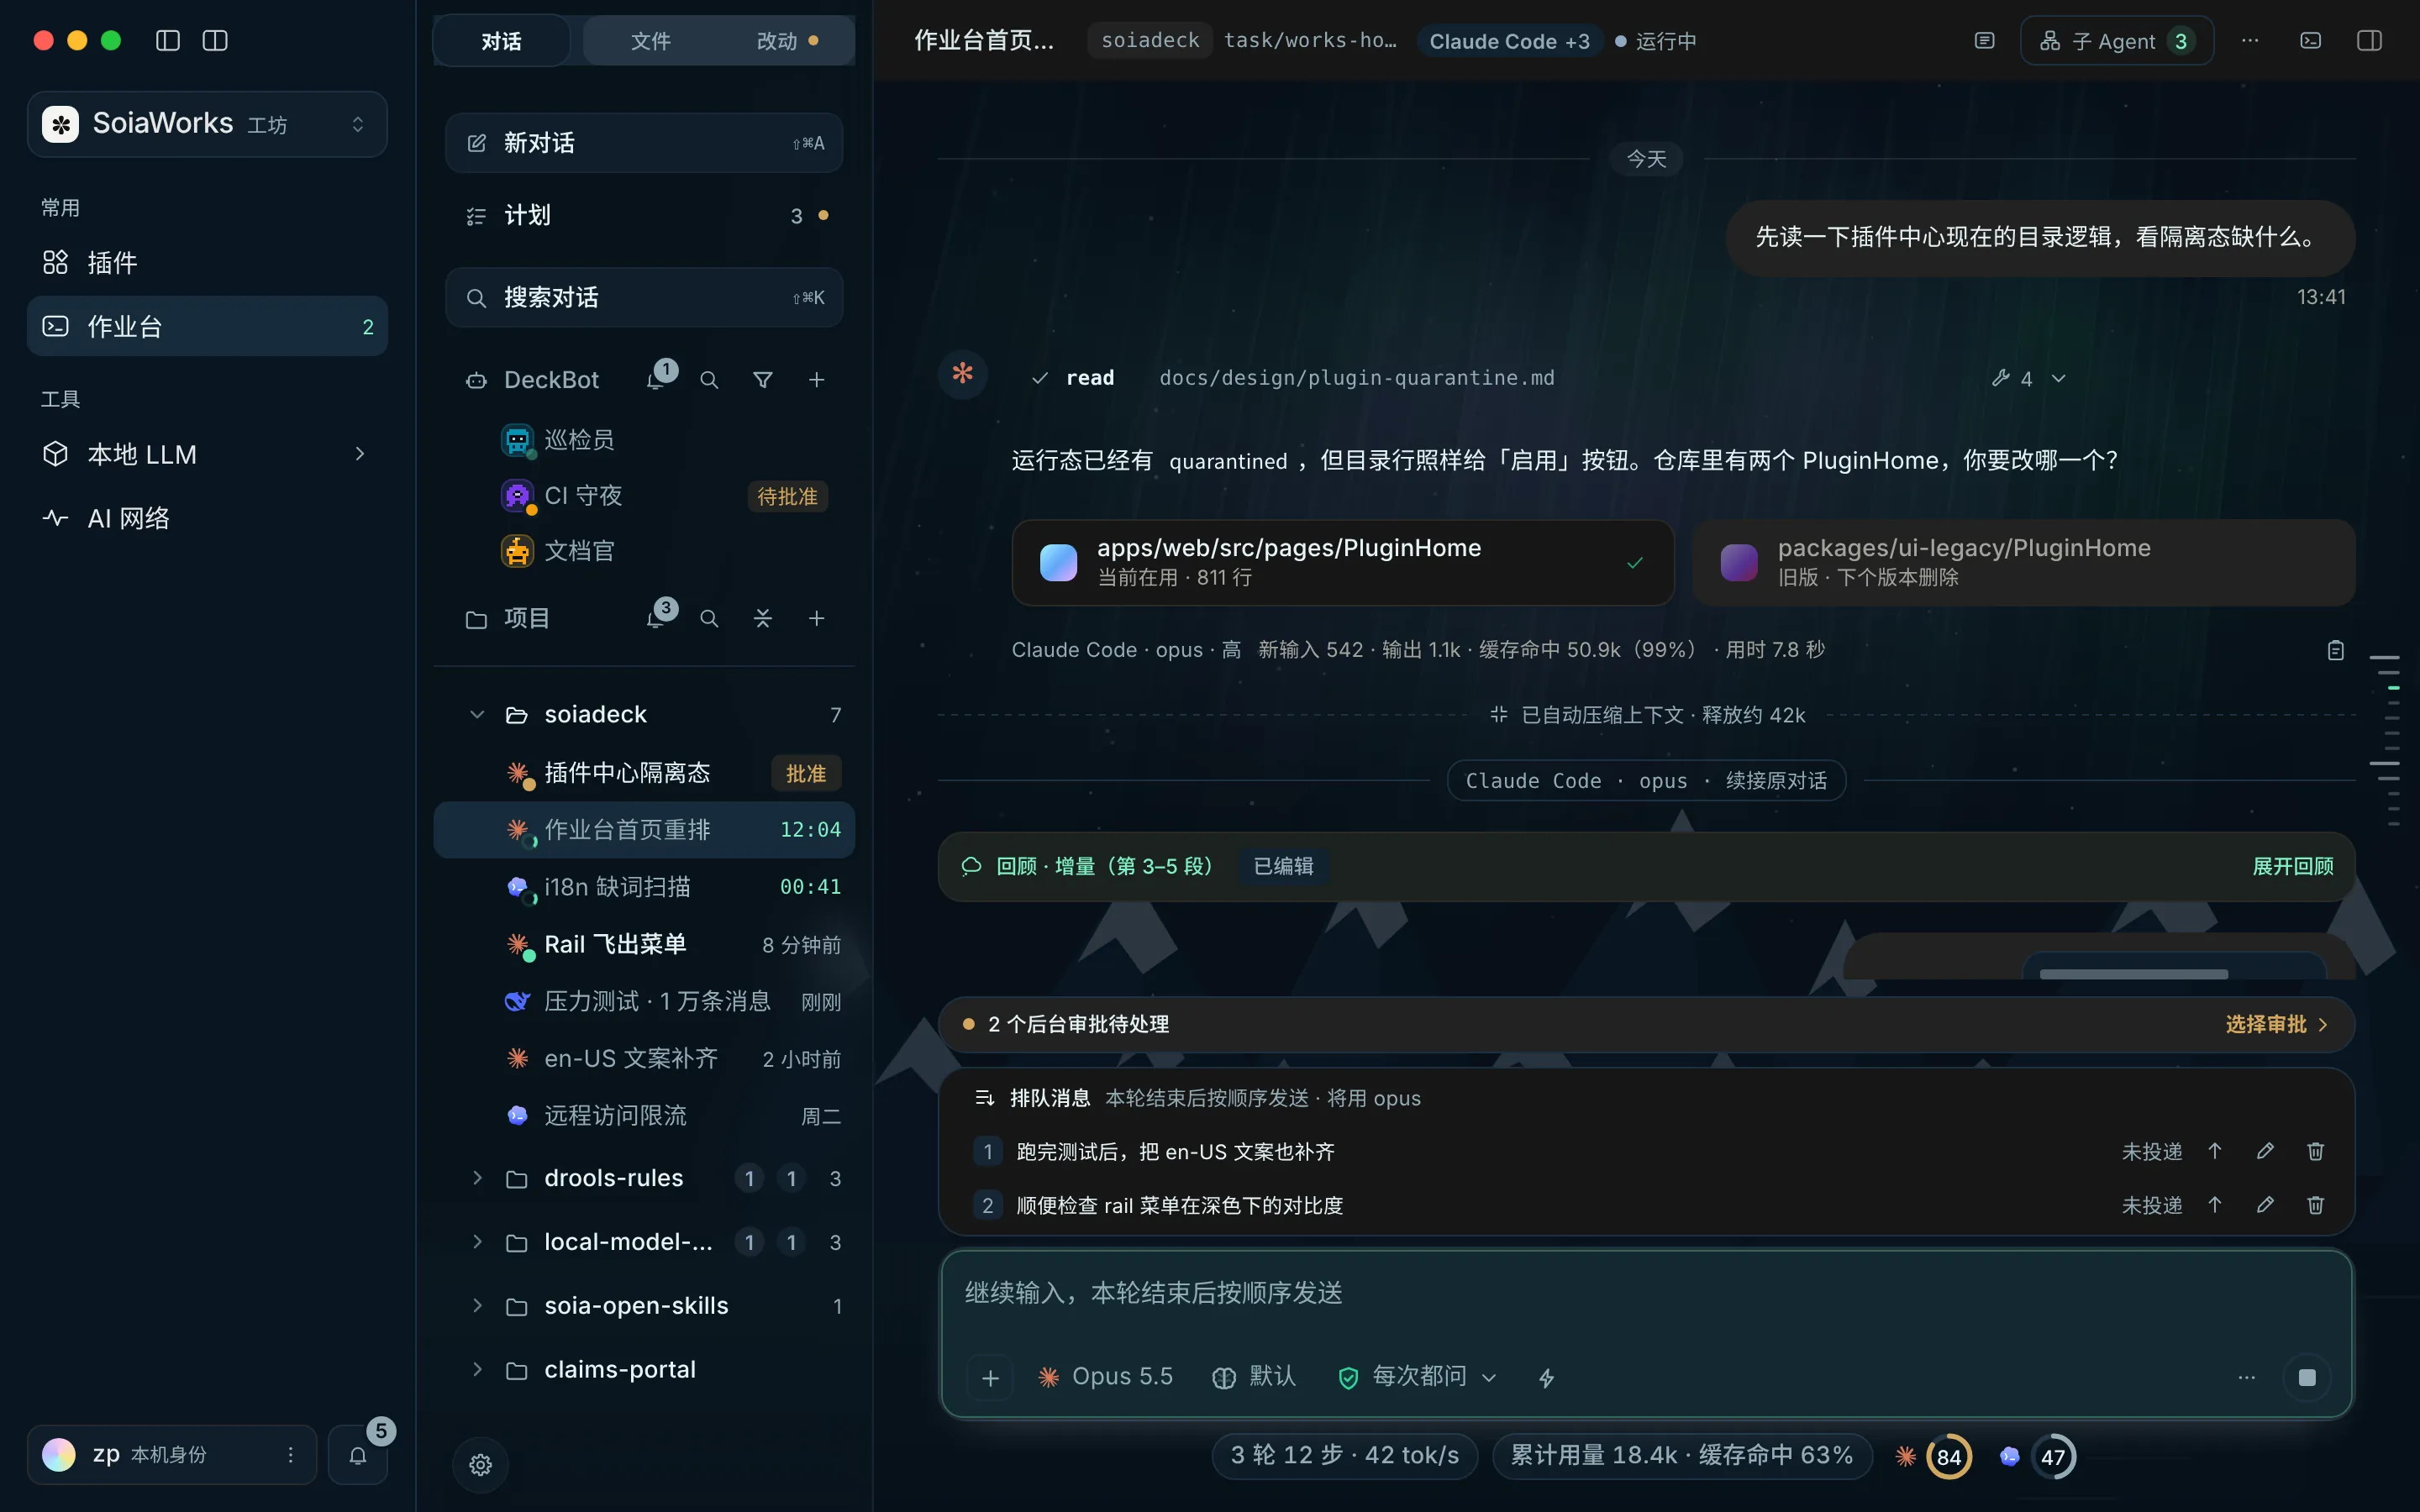 SoiaWorks 工坊
常用
插件
作业台 2
工具
本地 LLM
AI 网络
zp 本机身份
5
对话 文件 改动
新对话 ⇧⌘A
计划 3
搜索对话 ⇧⌘K
DeckBot 1
巡检员
CI 守夜 待批准
文档官
项目 3
soiadeck 7
插件中心隔离态 批准
作业台首页重排 12:04
i18n 缺词扫描 00:41
Rail 飞出菜单 8 分钟前
压力测试 · 1 万条消息 刚刚
en-US 文案补齐 2 小时前
远程访问限流 周二
drools-rules 1 1 3
local-model-... 1 1 3
soia-open-skills 1
claims-portal
作业台首页... soiadeck task/works-ho… Claude Code +3 运行中 子 Agent 3
今天
先读一下插件中心现在的目录逻辑，看隔离态缺什么。
13:41
read docs/design/plugin-quarantine.md 4
运行态已经有 quarantined ，但目录行照样给「启用」按钮。仓库里有两个 PluginHome，你要改哪一个？
apps/web/src/pages/PluginHome
当前在用 · 811 行
packages/ui-legacy/PluginHome
旧版 · 下个版本删除
Claude Code · opus · 高 新输入 542 · 输出 1.1k · 缓存命中 50.9k（99%） · 用时 7.8 秒
已自动压缩上下文 · 释放约 42k
Claude Code · opus · 续接原对话
回顾 · 增量（第 3–5 段） 已编辑 展开回顾
2 个后台审批待处理 选择审批
排队消息 本轮结束后按顺序发送 · 将用 opus
1 跑完测试后，把 en-US 文案也补齐 未投递
2 顺便检查 rail 菜单在深色下的对比度 未投递
继续输入，本轮结束后按顺序发送
Opus 5.5 默认 每次都问
3 轮 12 步 · 42 tok/s 累计用量 18.4k · 缓存命中 63% 84 47